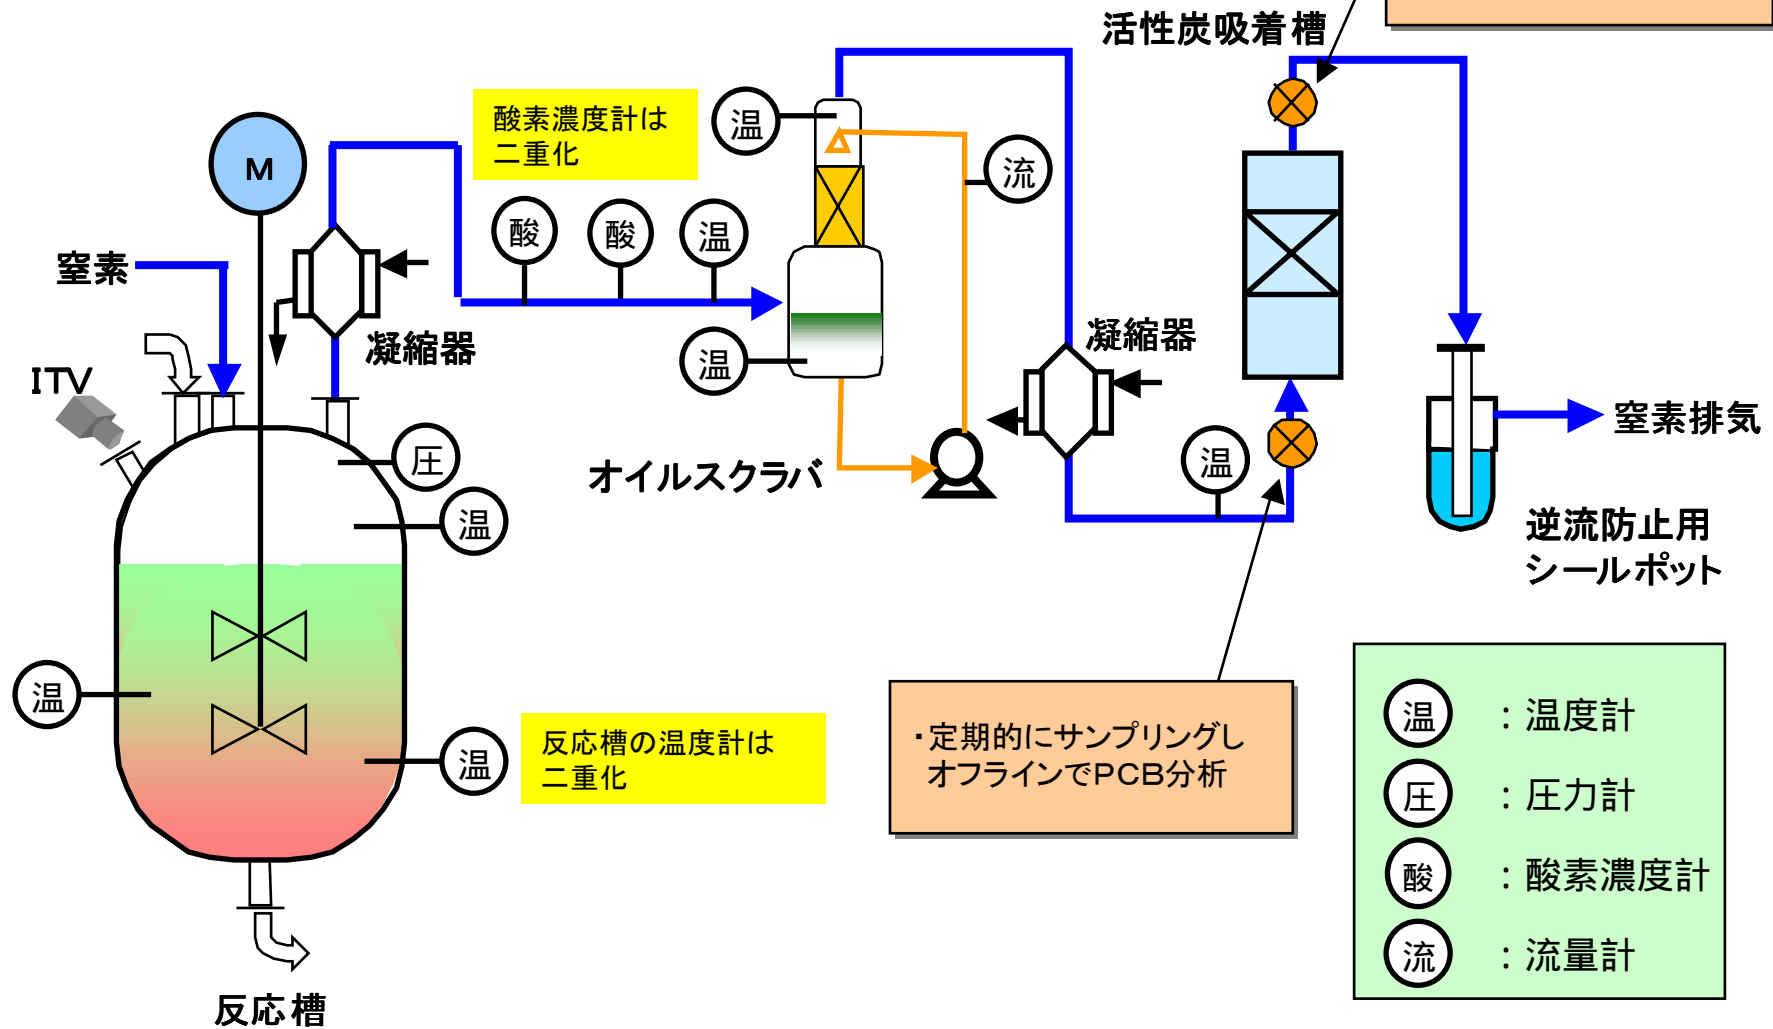 活性炭吸着槽
酸素濃度計は
二重化
温
流
M
酸
酸
温
窒素
凝縮器
温
凝縮器
ITV
窒素排気
圧
温
オイルスクラバ
温
逆流防止用
シールポット
温
温
反応槽の温度計は
二重化
・定期的にサンプリングし
オフラインでPCB分析
温 ：温度計
圧 ：圧力計
酸 ：酸素濃度計
流 ：流量計
反応槽